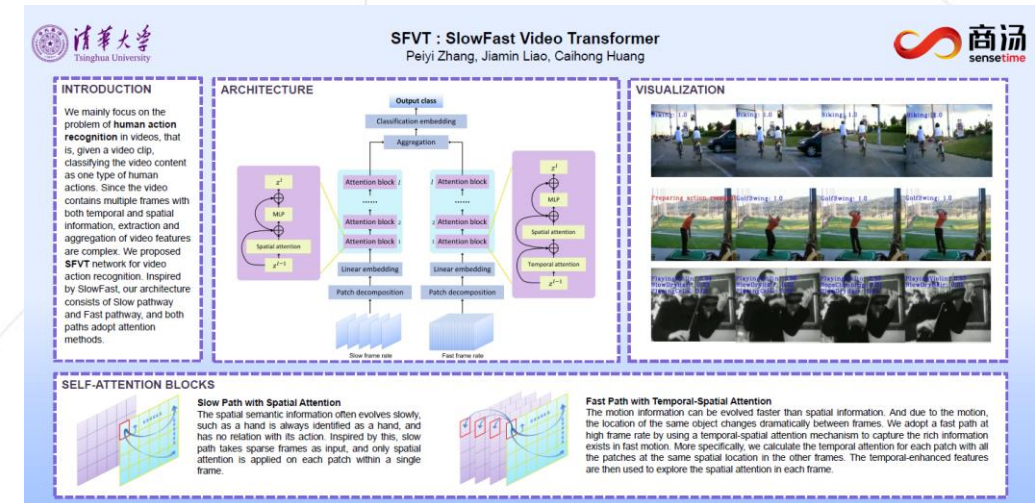 清华大学
Tsinghua University
SFVT : SlowFast Video Transformer
Peiyi Zhang, Jiamin Liao, Caihong Huang
商汤
sensetime
INTRODUCTION
We mainly focus on the
problem of human action
recognition in videos, that
is, given a video clip,
classifying the video content
as one type of human
actions. Since the video
contains multiple frames with
both temporal and spatial
information, extraction and
aggregation of video features
are complex. We proposed
SFVT network for video
action recognition. Inspired
by SlowFast, our architecture
consists of Slow pathway
and Fast pathway, and both
paths adopt attention
methods.
ARCHITECTURE
Output class
Classification embedding
Aggregation
z^l
MLP
Spatial attention
z^{l-1}
Attention block l
......
Attention block 2
Attention block 1
Linear embedding
Patch decomposition
Slow frame rate
l Attention block
......
2 Attention block
1 Attention block
Linear embedding
Patch decomposition
Fast frame rate
z^l
MLP
Spatial attention
Temporal attention
z^{l-1}
VISUALIZATION
Biking: 1.0 Biking: 1.0 Biking: 1.0 Biking: 1.0
Preparing action GolfSwing: 1.0 GolfSwing: 1.0 GolfSwing: 1.0
SELF-ATTENTION BLOCKS
Slow Path with Spatial Attention
The spatial semantic information often evolves slowly,
such as a hand is always identified as a hand, and
has no relation with its action. Inspired by this, slow
path takes sparse frames as input, and only spatial
attention is applied on each patch within a single
frame.
Fast Path with Temporal-Spatial Attention
The motion information can be evolved faster than spatial information. And due to the motion,
the location of the same object changes dramatically between frames. We adopt a fast path at
high frame rate by using a temporal-spatial attention mechanism to capture the rich information
exists in fast motion. More specifically, we calculate the temporal attention for each patch with all
the patches at the same spatial location in the other frames. The temporal-enhanced features
are then used to explore the spatial attention in each frame.